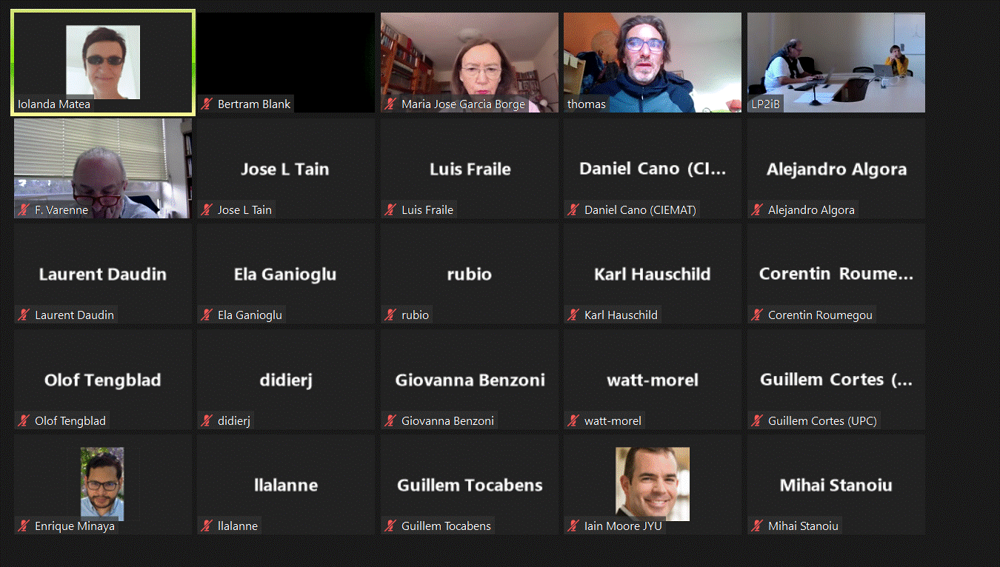 Iolanda Matea
Bertram Blank
Maria Jose Garcia Borge
thomas
LP2iB
F. Varenne
Jose L Tain
Jose L Tain
Luis Fraile
Luis Fraile
Daniel Cano (CI...
Daniel Cano (CIEMAT)
Alejandro Algora
Alejandro Algora
Laurent Daudin
Laurent Daudin
Ela Ganioglu
Ela Ganioglu
rubio
rubio
Karl Hauschild
Karl Hauschild
Corentin Roume...
Corentin Roumegou
Olof Tengblad
Olof Tengblad
didierj
didierj
Giovanna Benzoni
Giovanna Benzoni
watt-morel
watt-morel
Guillem Cortes (...
Guillem Cortes (UPC)
Enrique Minaya
llalanne
llalanne
Guillem Tocabens
Guillem Tocabens
Iain Moore JYU
Mihai Stanoiu
Mihai Stanoiu